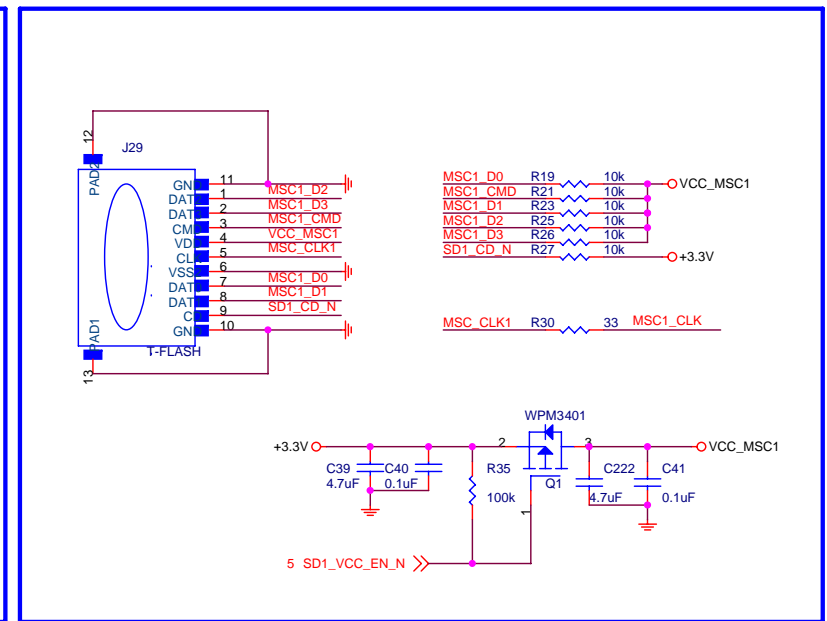 J29
12
PAD2
T-FLASH
PAD1
13
GND 11
DAT2 1 MSC1_D2
DAT3 2 MSC1_D3
CMD 3 MSC1_CMD
VDD 4 VCC_MSC1
CLK 5 MSC_CLK1
VSS 6
DAT0 7 MSC1_D0
DAT1 8 MSC1_D1
CD 9 SD1_CD_N
GND 10
MSC1_D0 R19 10k VCC_MSC1
MSC1_CMD R21 10k
MSC1_D1 R23 10k
MSC1_D2 R25 10k
MSC1_D3 R26 10k
SD1_CD_N R27 10k +3.3V
MSC_CLK1 R30 33 MSC1_CLK
WPM3401
+3.3V 2 3 VCC_MSC1
C39 C40 R35 Q1 C222 C41
4.7uF 0.1uF 100k 4.7uF 0.1uF
1
5 SD1_VCC_EN_N